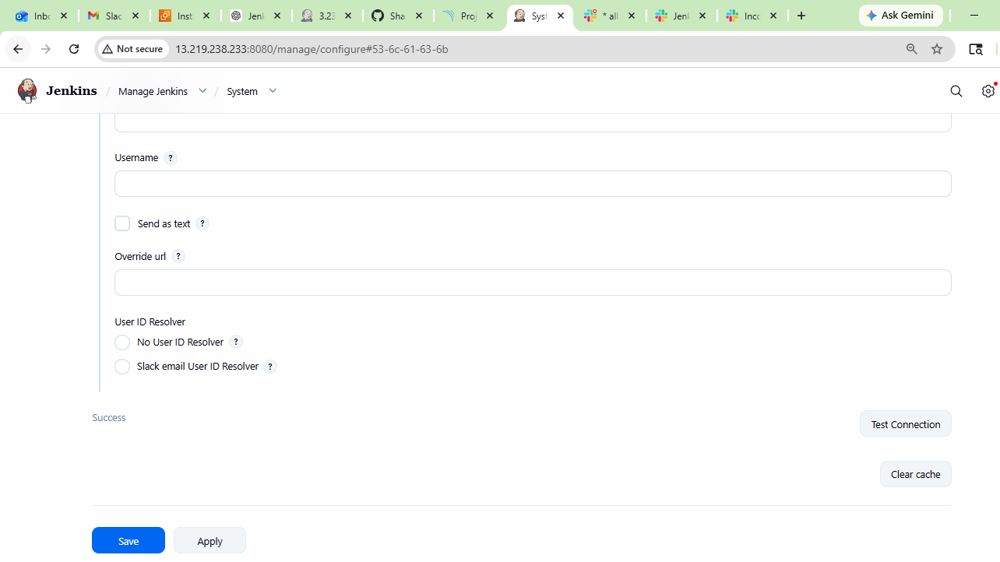 Inbo
Slac
Inst
Jenk
3.23
Sha
Proj
Syst
* all
Jenk
Inco
Ask Gemini
Not secure
13.219.238.233:8080/manage/configure#53-6c-61-63-6b
Jenkins / Manage Jenkins / System
Username ?
Send as text ?
Override url ?
User ID Resolver
No User ID Resolver ?
Slack email User ID Resolver ?
Success
Test Connection
Clear cache
Save
Apply